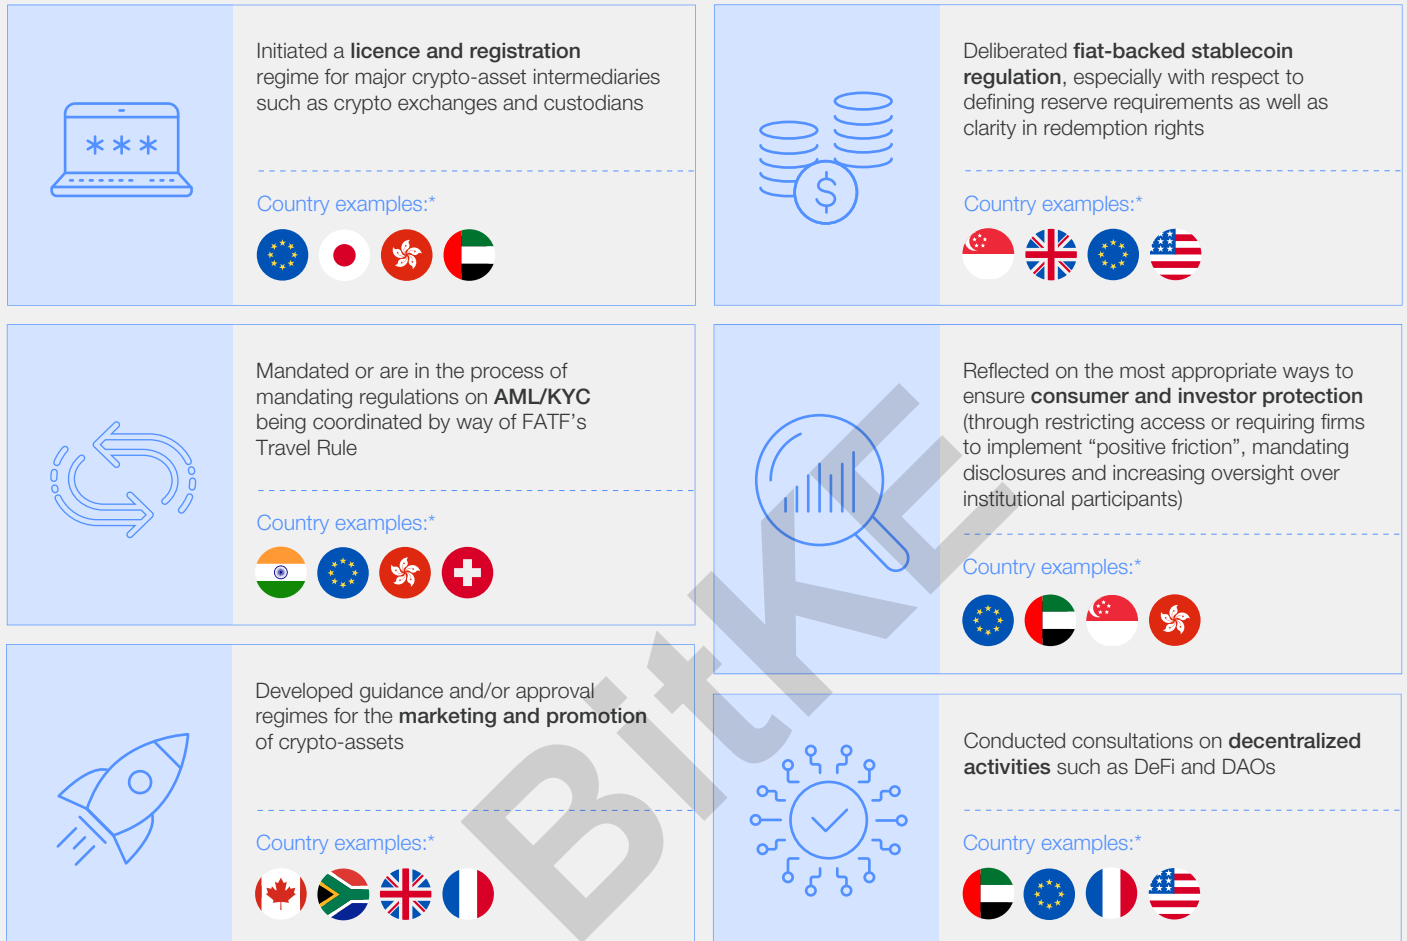 Initiated a licence and registration
regime for major crypto-asset intermediaries
such as crypto exchanges and custodians
Country examples:*
Deliberated fiat-backed stablecoin
regulation, especially with respect to
defining reserve requirements as well as
clarity in redemption rights
Country examples:*
Mandated or are in the process of
mandating regulations on AML/KYC
being coordinated by way of FATF’s
Travel Rule
Country examples:*
Reflected on the most appropriate ways to
ensure consumer and investor protection
(through restricting access or requiring firms
to implement “positive friction”, mandating
disclosures and increasing oversight over
institutional participants)
Country examples:*
Developed guidance and/or approval
regimes for the marketing and promotion
of crypto-assets
Country examples:*
Conducted consultations on decentralized
activities such as DeFi and DAOs
Country examples:*
BitKE